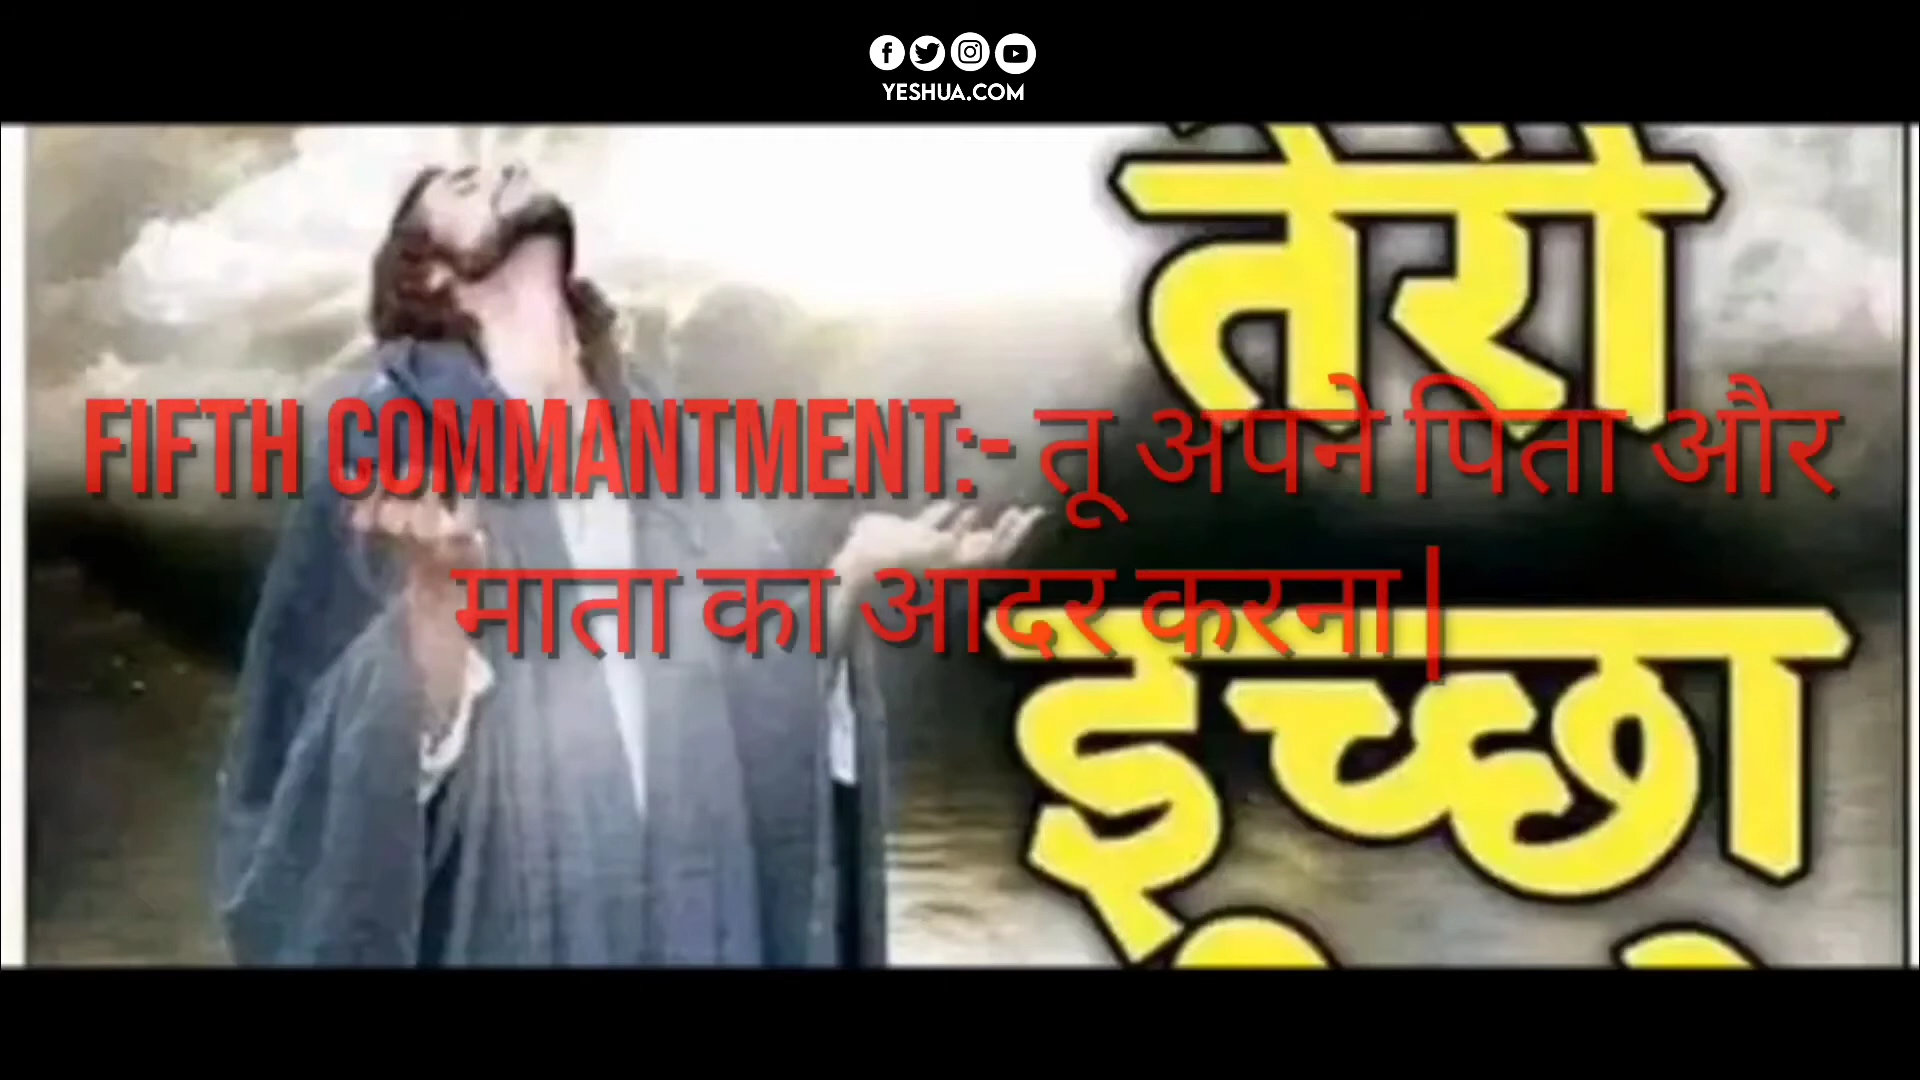 YESHUA.COM
तेरी
FIFTH COMMANTMENT:- तू अपने पिता और
माता का आदर करना|
इच्छा